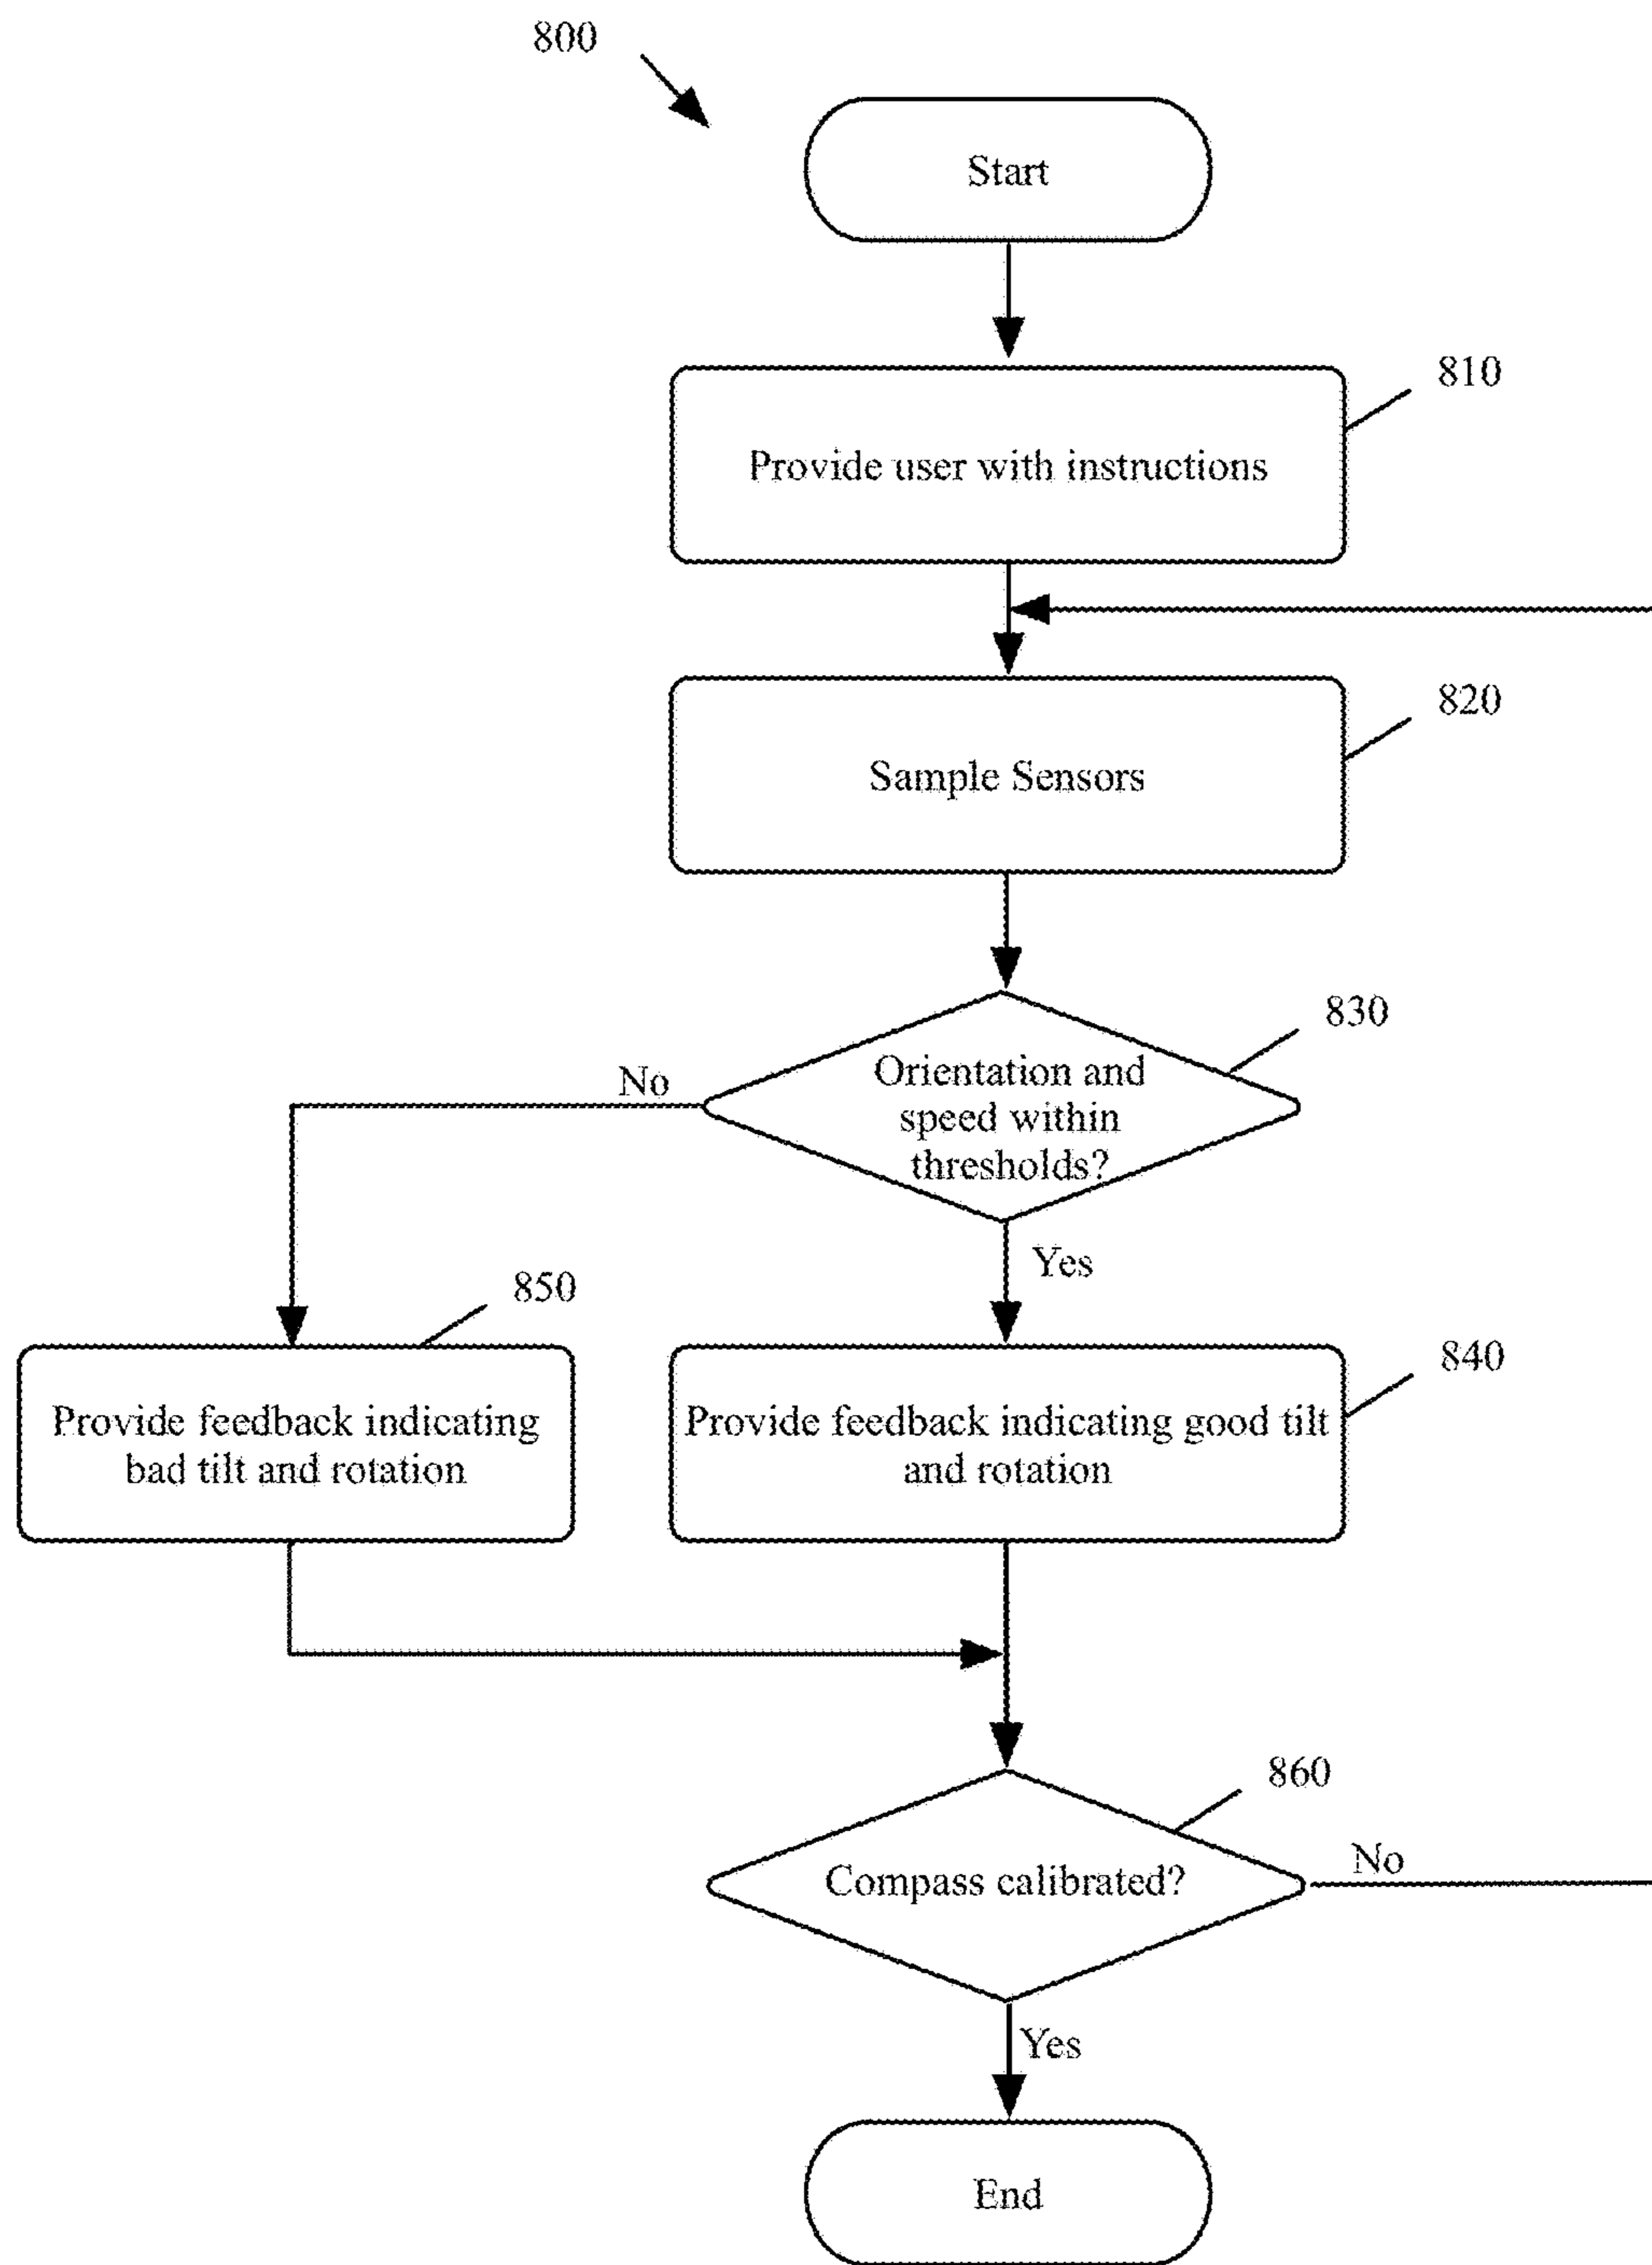 800
Start
810
Provide user with instructions
820
Sample Sensors
830
Orientation and
speed within
thresholds?
No
Yes
850
840
Provide feedback indicating
bad tilt and rotation
Provide feedback indicating good tilt
and rotation
860
Compass calibrated?
No
Yes
End